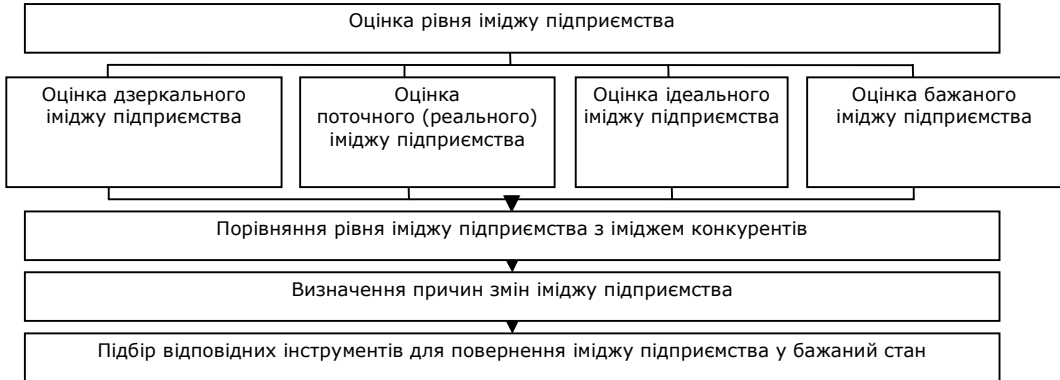 Оцінка рівня іміджу підприємства
Оцінка дзеркального
іміджу підприємства
Оцінка
поточного (реального)
іміджу підприємства
Оцінка ідеального
іміджу підприємства
Оцінка бажаного
іміджу підприємства
Порівняння рівня іміджу підприємства з іміджем конкурентів
Визначення причин змін іміджу підприємства
Підбір відповідних інструментів для повернення іміджу підприємства у бажаний стан